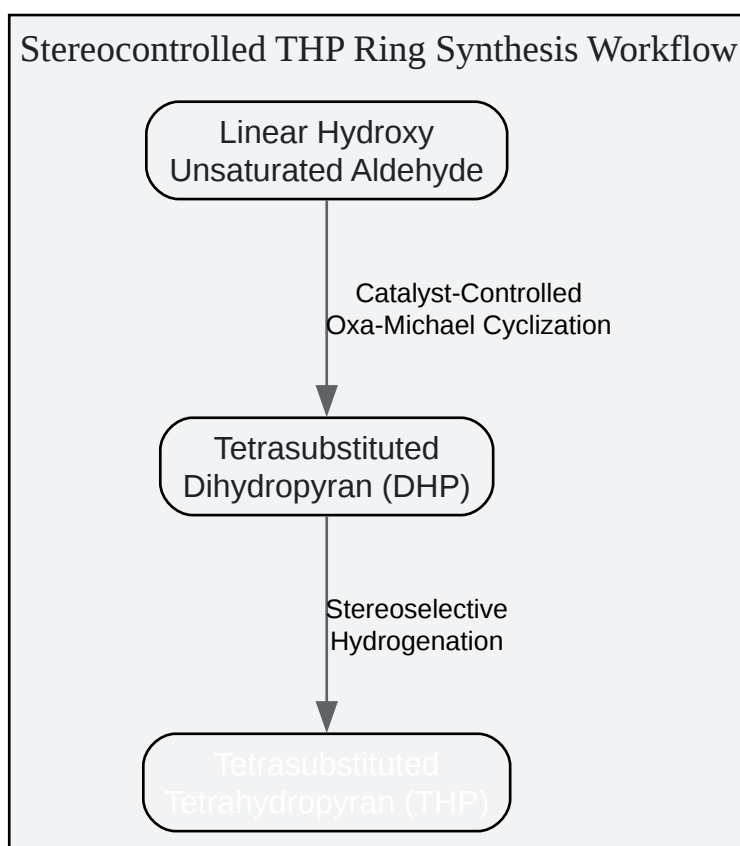 Stereocontrolled THP Ring Synthesis Workflow
Linear Hydroxy
Unsaturated Aldehyde
Catalyst-Controlled
Oxa-Michael Cyclization
Tetrasubstituted
Dihydropyran (DHP)
Stereoselective
Hydrogenation
Tetrasubstituted
Tetrahydropyran (THP)